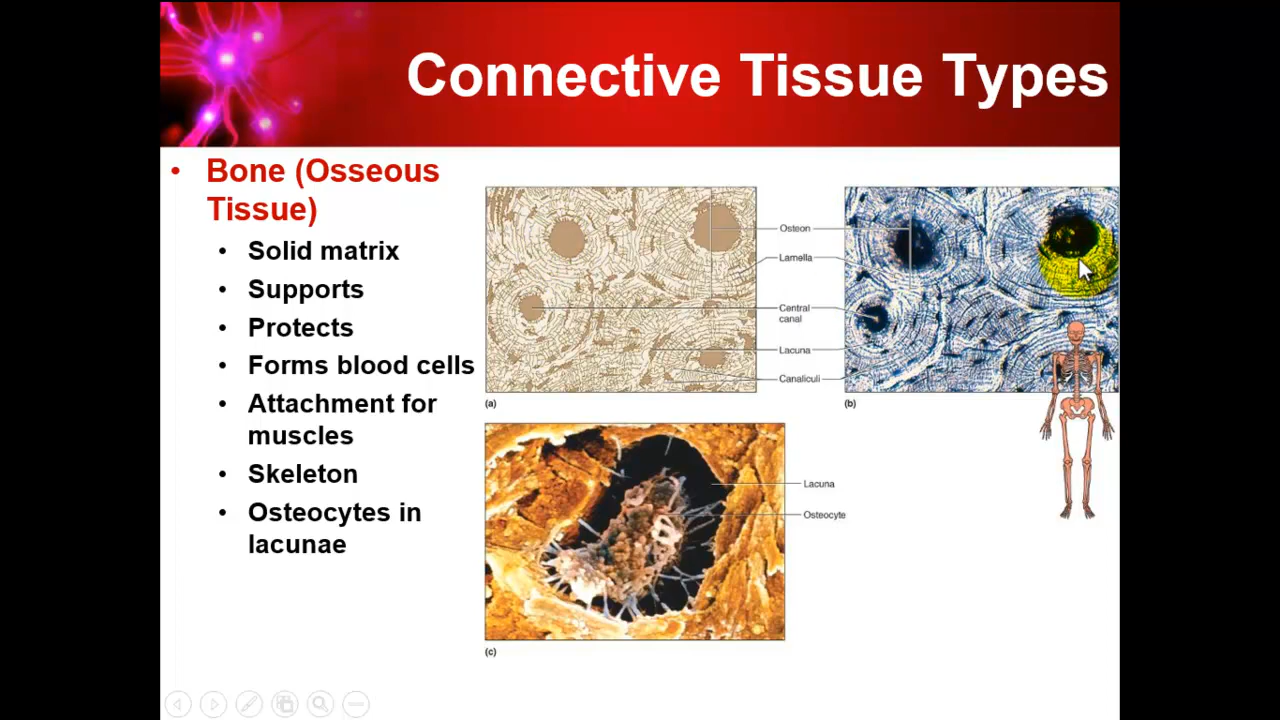 Connective Tissue Types
• Bone (Osseous
Tissue)
• Solid matrix
• Supports
• Protects
• Forms blood cells
• Attachment for
muscles
• Skeleton
• Osteocytes in
lacunae
Osteon
Lamella
Central
canal
Lacuna
Canaliculi
(a)
(b)
Lacuna
Osteocyte
(c)